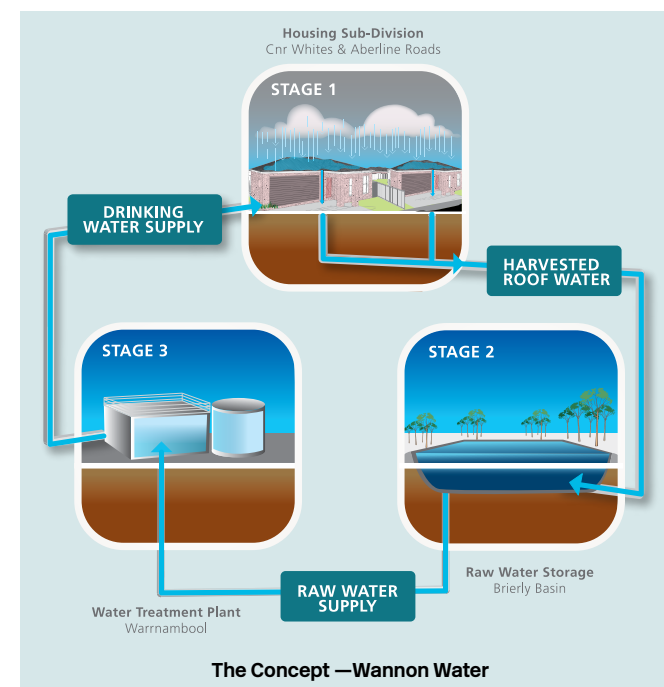 Housing Sub-Division
Cnr Whites & Aberline Roads
STAGE 1
DRINKING
WATER SUPPLY
HARVESTED
ROOF WATER
STAGE 3
STAGE 2
Raw Water Storage
Brierly Basin
RAW WATER
SUPPLY
Water Treatment Plant
Warrnambool
The Concept —Wannon Water